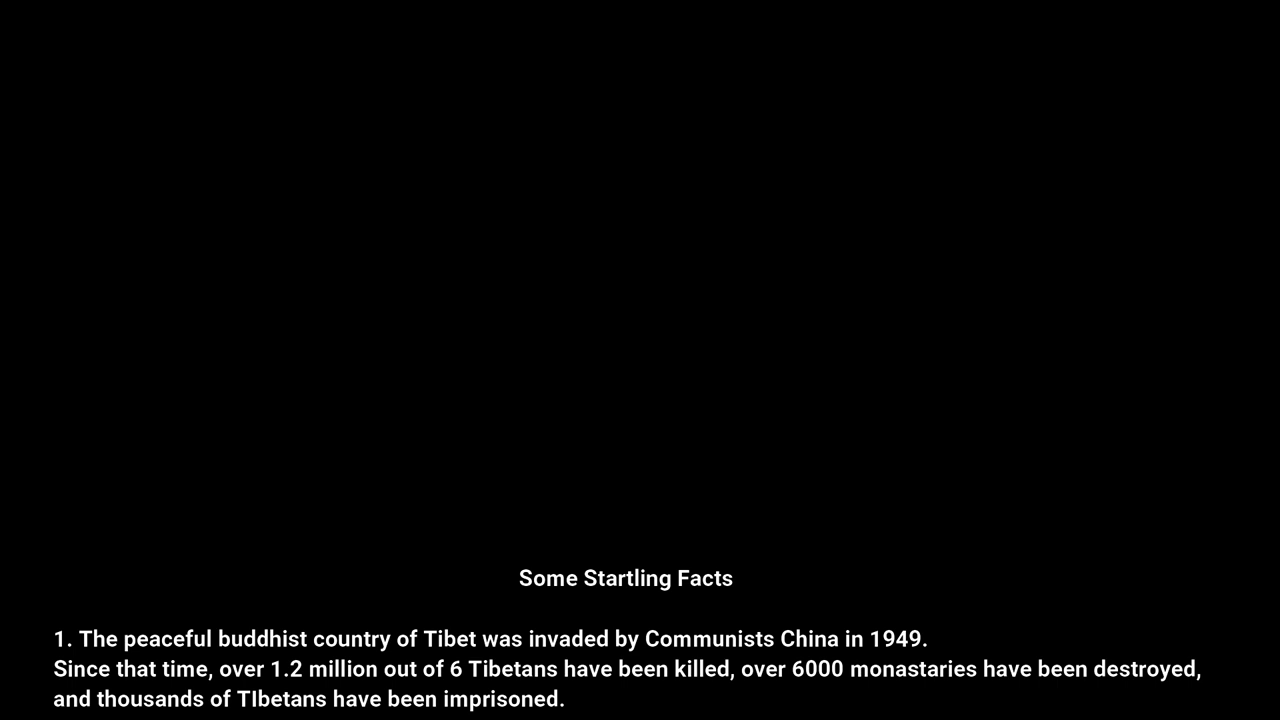 Some Startling Facts
1. The peaceful buddhist country of Tibet was invaded by Communists China in 1949.
Since that time, over 1.2 million out of 6 Tibetans have been killed, over 6000 monastaries have been destroyed,
and thousands of TIbetans have been imprisoned.